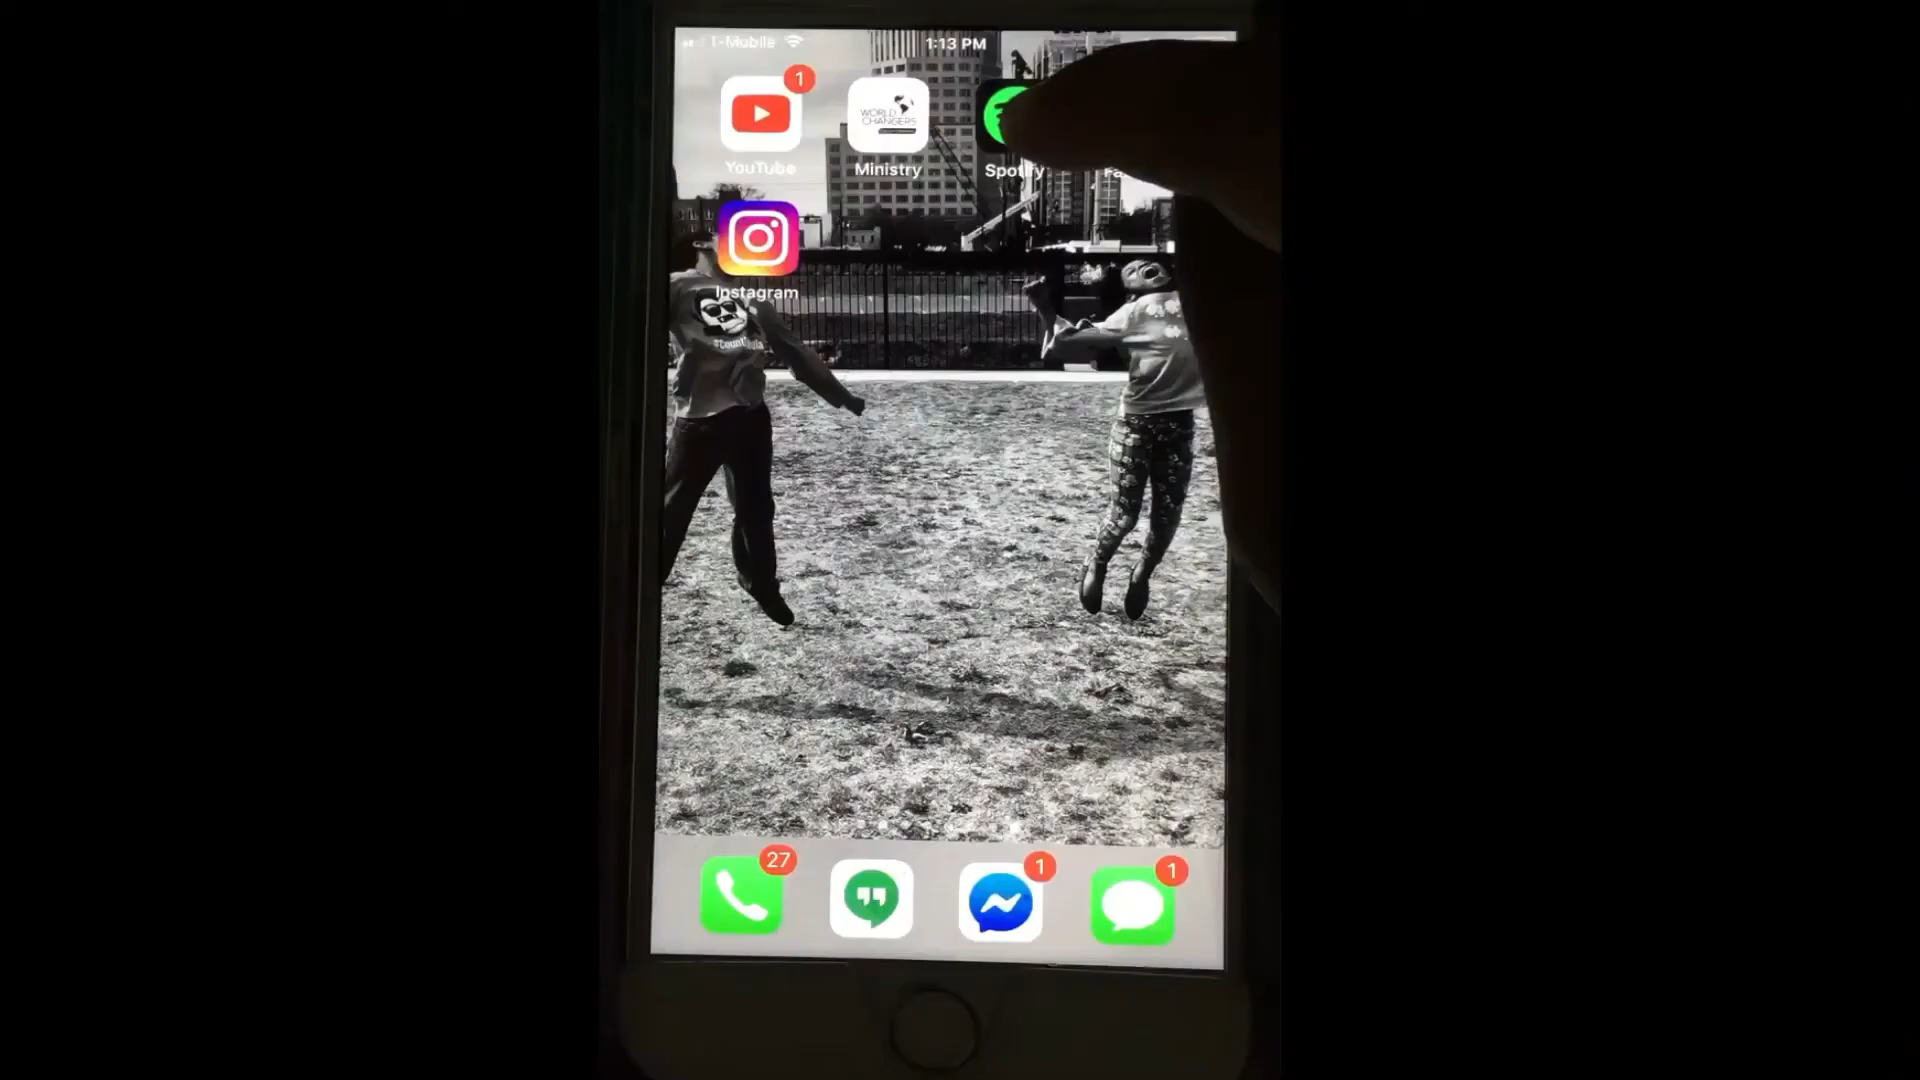 T-Mobile 1:13 PM
1
WORLD
CHANGERS
YouTube Ministry Spotify
Instagram
27 1 1